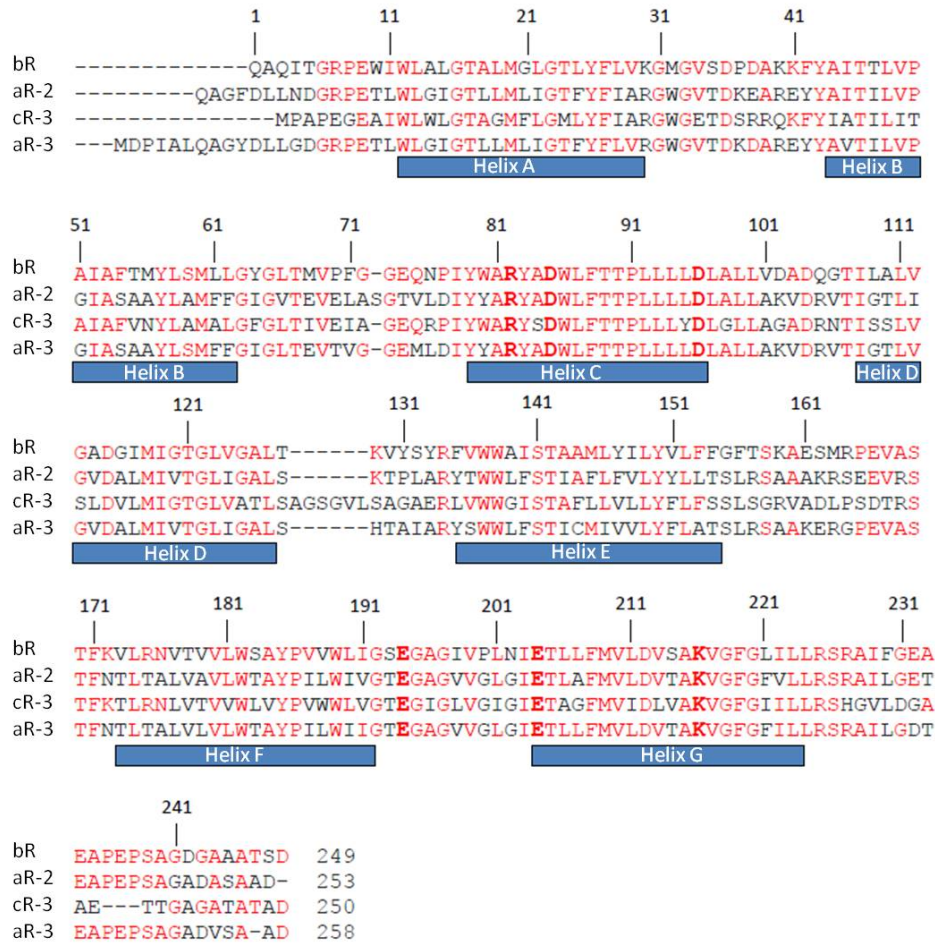 1 11 21 31 41
bR -------------QAQITGRPEWIWLALGTALMGLGTLYFLVKGMGVSDPDAKKFYAITTLVP
aR-2 ---------QAGFDLLNDGRPETLWLGIGTLLMLIGTFYFIARGWGVTDKEAREYYAITILVP
cR-3 ---------------MPAPEGEAIWLWLGTAGMFLGMLYFIARGWGETDSRRQKFYIATILIT
aR-3 ---MDPIALQAGYDLLGDGRPETLWLGIGTLLMLIGTFYFLVRGWGVTDKDAREYYAVTILVP
Helix A Helix B
51 61 71 81 91 101 111
bR AIAFTMYLSMLLGYGLTMVPFG-GEQNPIYWARYADWLFTTPLLLLDLALLVDADQGTILALV
aR-2 GIASAAYLAMFFGIGVTEVELASGTVLDIYYARYADWLFTTPLLLLDLALLAKVDRVTIGTLI
cR-3 AIAFVNYLAMALGFGLTIVEIA-GEQRPIYWARYSDWLFTTPLLLYDLGLLAGADRNTISSLV
aR-3 GIASAAYLSMFFGIGLTEVTVG-GEMLDIYYARYADWLFTTPLLLLDLALLAKVDRVTIGTLV
Helix B Helix C Helix D
121 131 141 151 161
bR GADGIMIGTGLVGALT------KVYSYRFVWWAISTAAMLYILYVLFFGFTSKAESMRPEVAS
aR-2 GVDALMIVTGLIGALS------KTPLARYTWWLFSTIAFLFVLYYLLTSLRSAAAKRSEEVRS
cR-3 SLDVLMIGTGLVATLSAGSGVLSAGAERLVWWGISTAFLLVLLYFLFSSLSGRVADLPSDTRS
aR-3 GVDALMIVTGLIGALS------HTAIARYSWWLFSTICMIVVLYFLATSLRSAAKERGPEVAS
Helix D Helix E
171 181 191 201 211 221 231
bR TFKVLRNVTVVLWSAYPVVWLIGSEGAGIVPLNIETLLFMVLDVSAKVGFGLILLRSRAIFGEA
aR-2 TFNTLTALVAVLWTAYPILWIVGTEGAGVVGLGIETLAFMVLDVTAKVGFGFVLLRSRAILGET
cR-3 TFKTLRNLVTVVWLVYPVWWLVGTEGIGLVGIGIETAGFMVIDLVAKVGFGIILLRSHGVLDGA
aR-3 TFNTLTALVLVLWTAYPILWIIGTEGAGVVGLGIETLLFMVLDVTAKVGFGFILLRSRAILGDT
Helix F Helix G
241
bR EAPEPSAGDGAAATSD 249
aR-2 EAPEPSAGADASAAD- 253
cR-3 AE---TTGAGATATAD 250
aR-3 EAPEPSAGADVSA-AD 258